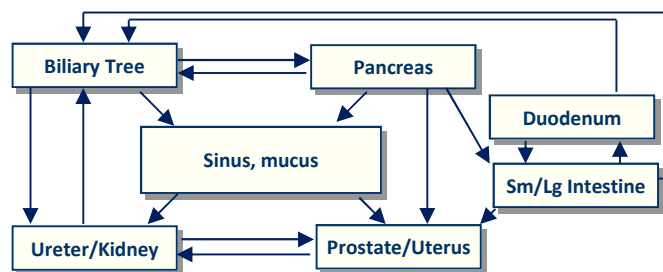 Biliary Tree
Pancreas
Duodenum
Sinus, mucus
Sm/Lg Intestine
Ureter/Kidney
Prostate/Uterus